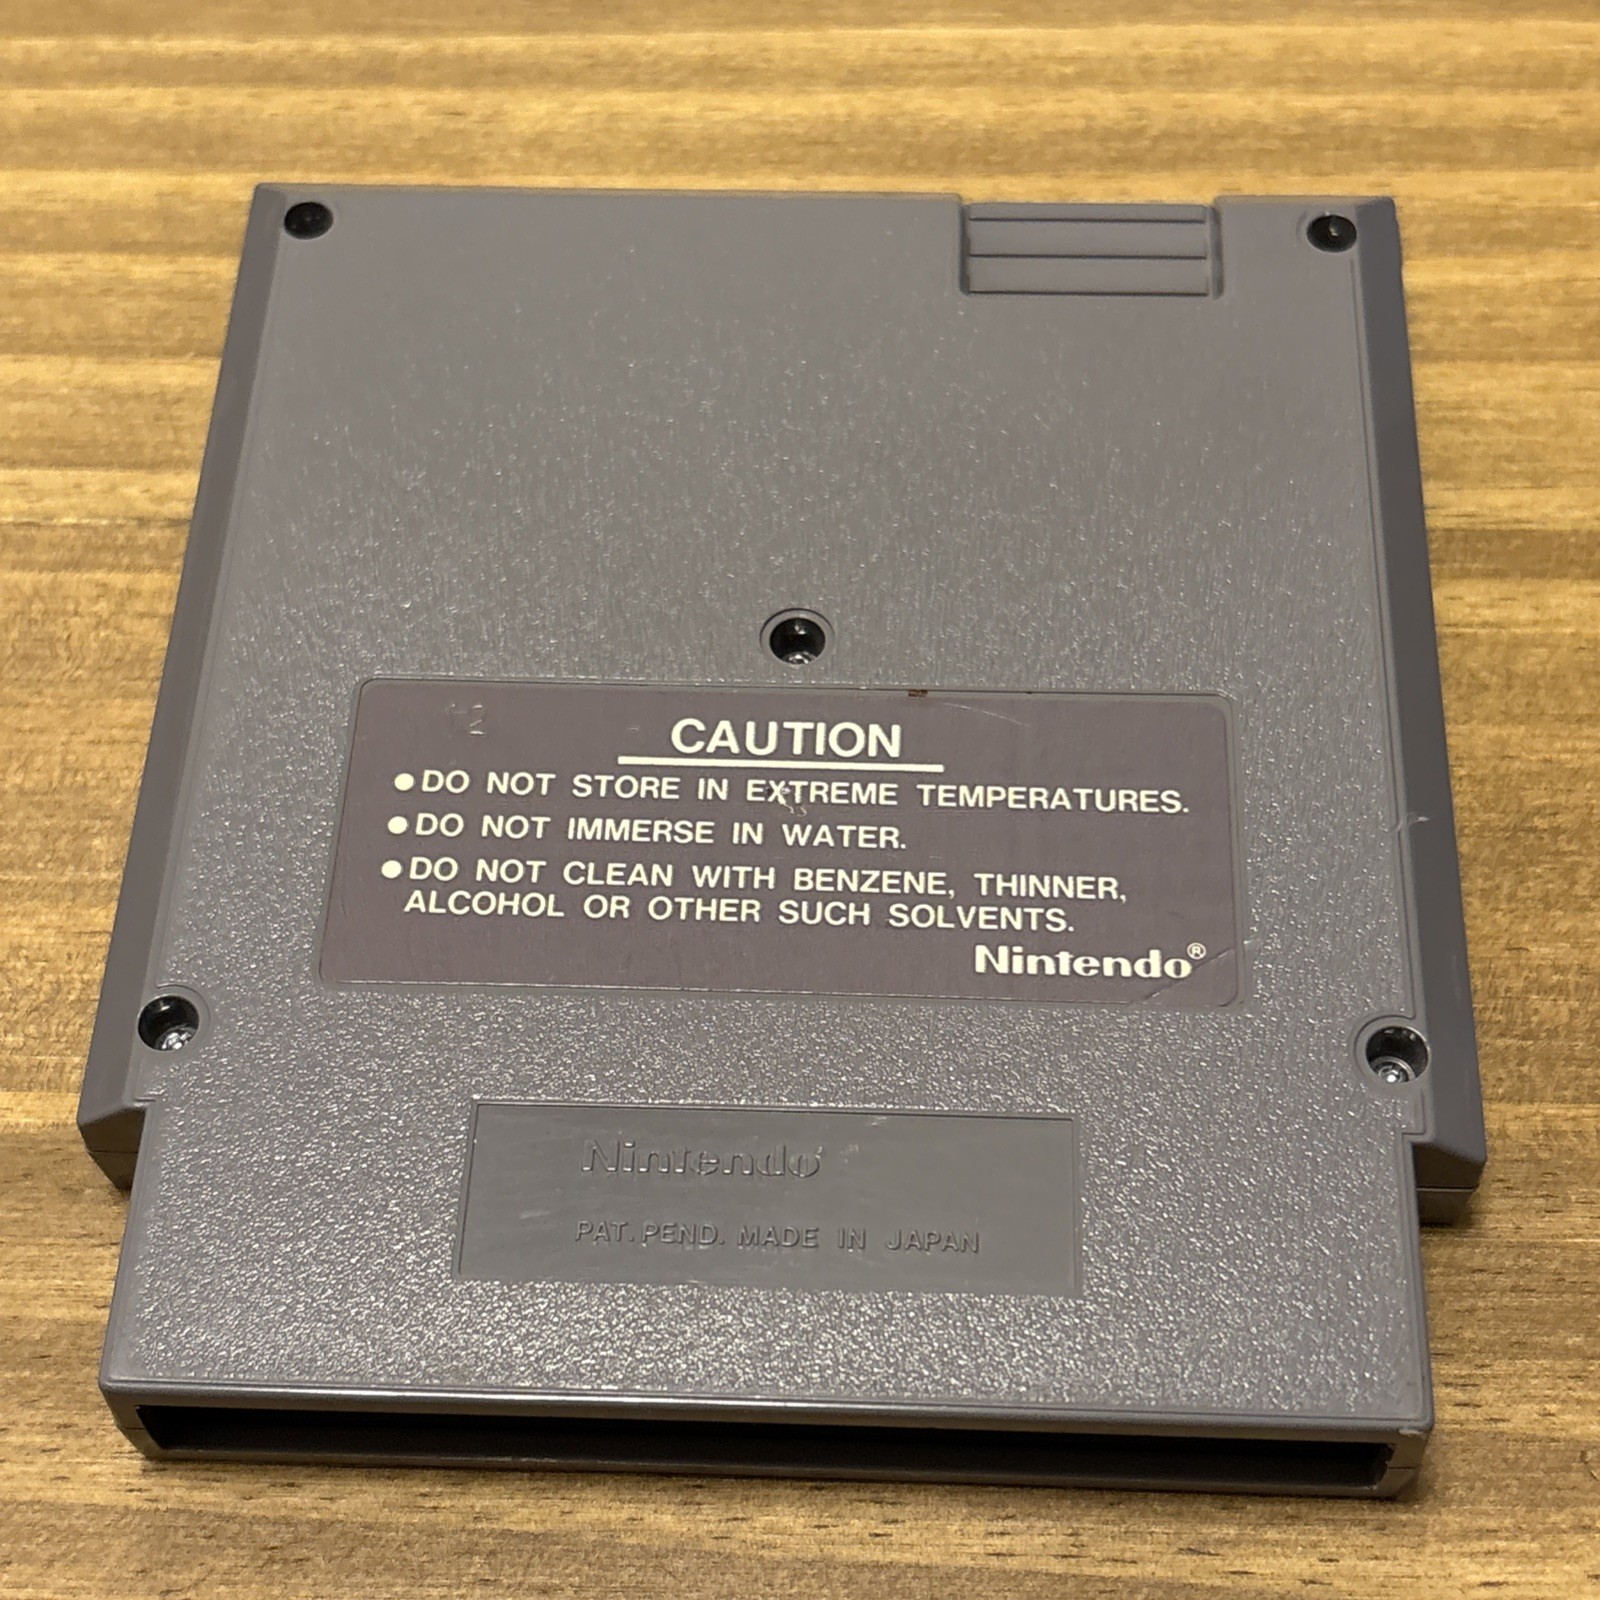 CAUTION
●DO NOT STORE IN EXTREME TEMPERATURES.
●DO NOT IMMERSE IN WATER.
●DO NOT CLEAN WITH BENZENE, THINNER,
ALCOHOL OR OTHER SUCH SOLVENTS.
Nintendo®
Nintendo
PAT. PEND. MADE IN JAPAN